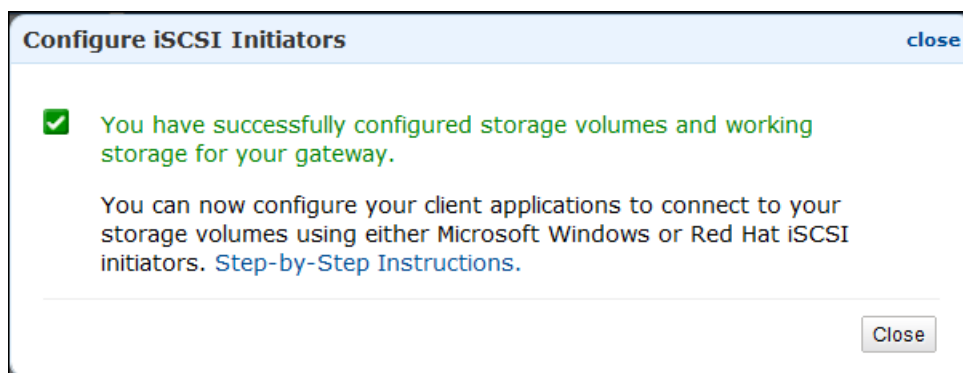 Configure iSCSI Initiators
close
You have successfully configured storage volumes and working
storage for your gateway.
You can now configure your client applications to connect to your
storage volumes using either Microsoft Windows or Red Hat iSCSI
initiators. Step-by-Step Instructions.
Close